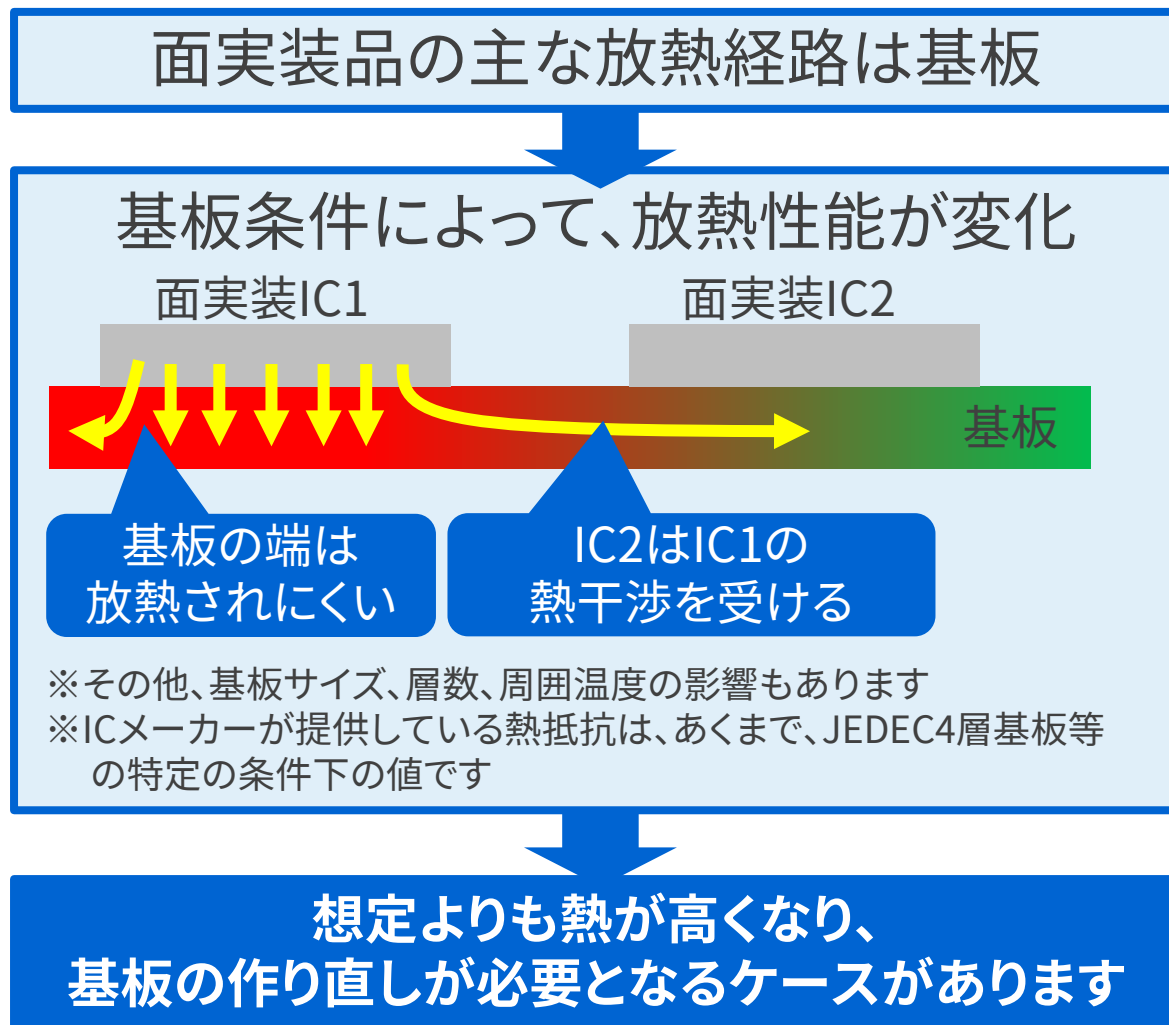 面実装品の主な放熱経路は基板
基板条件によって、放熱性能が変化
面実装IC1
面実装IC2
基板
基板の端は
放熱されにくい
IC2はIC1の
熱干渉を受ける
※その他、基板サイズ、層数、周囲温度の影響もあります
※ICメーカーが提供している熱抵抗は、あくまで、JEDEC4層基板等
の特定の条件下の値です
想定よりも熱が高くなり、
基板の作り直しが必要となるケースがあります